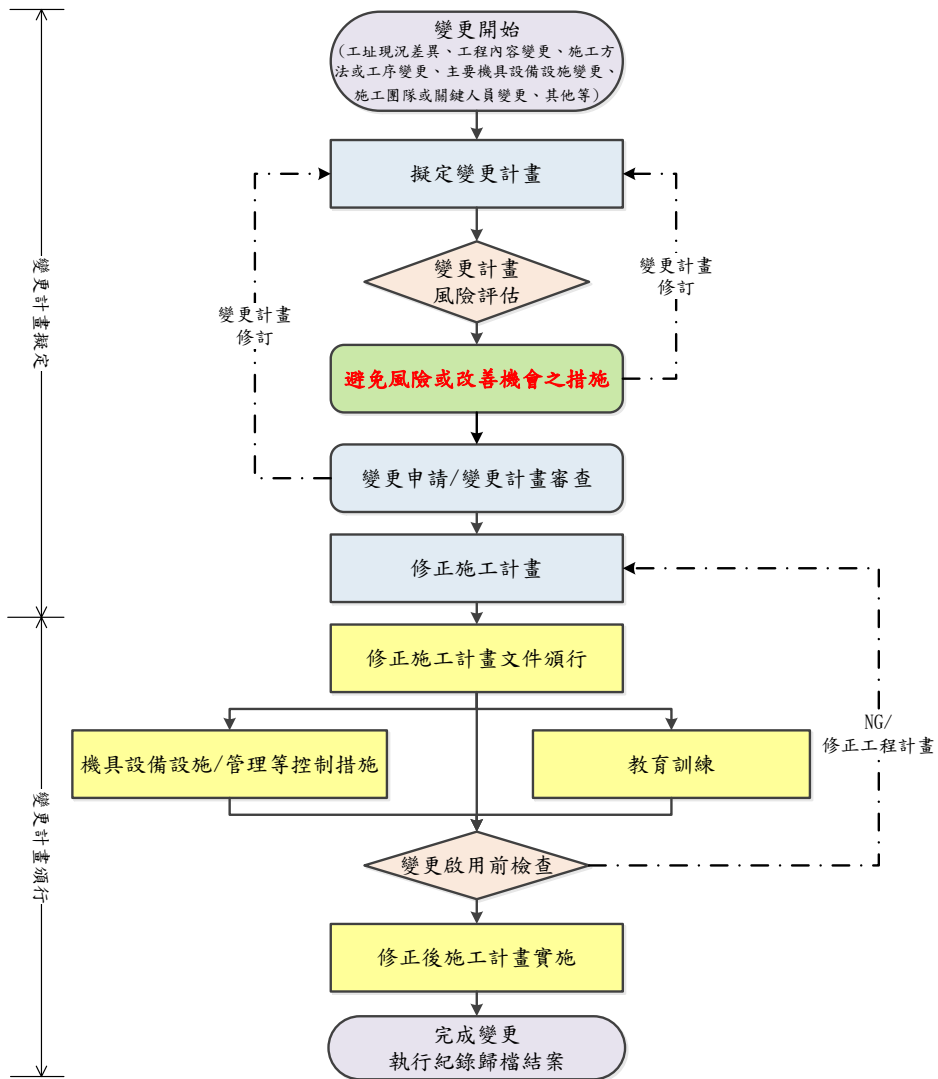 變更開始
(工址現況差異、工程內容變更、施工方
法或工序變更、主要機具設備設施變更、
施工團隊或關鍵人員變更、其他等)
擬定變更計畫
變更計畫
風險評估
變更計畫
修訂
變更計畫
修訂
避免風險或改善機會之措施
變更申請/變更計畫審查
修正施工計畫
變更計畫擬定
修正施工計畫文件頒行
機具設備設施/管理等控制措施
教育訓練
NG/
修正工程計畫
變更啟用前檢查
修正後施工計畫實施
完成變更
執行紀錄歸檔結案
變更計畫頒行